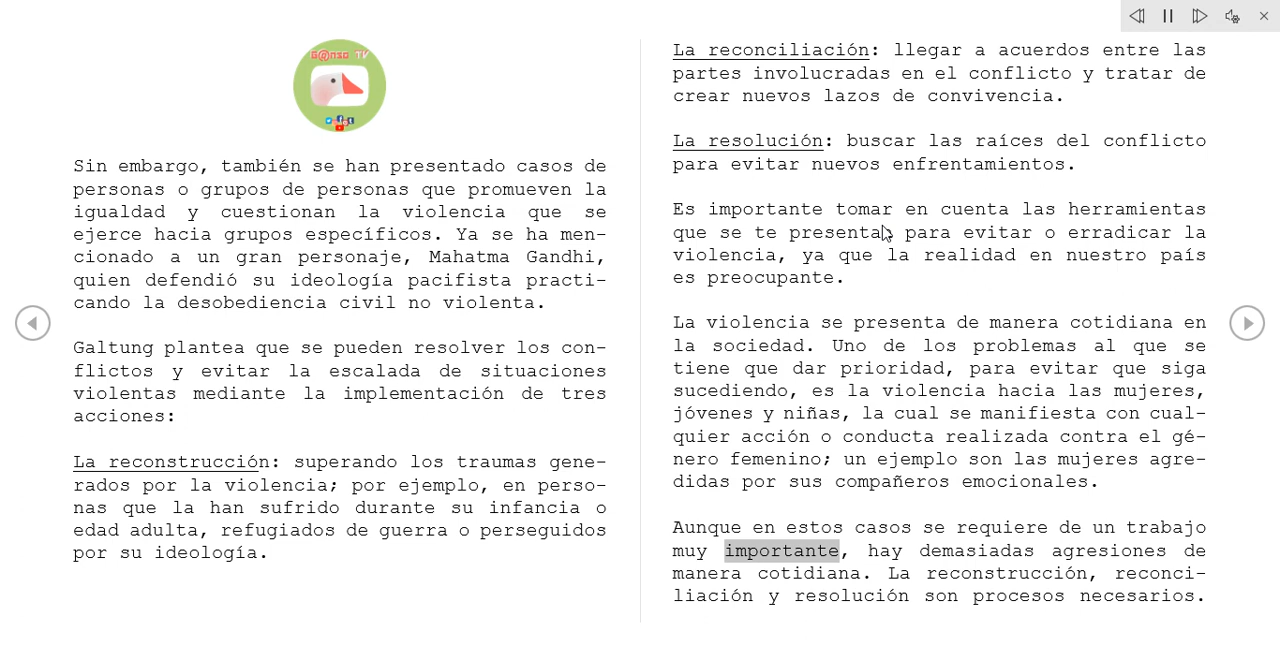 G@nso TV
Sin embargo, también se han presentado casos de
personas o grupos de personas que promueven la
igualdad y cuestionan la violencia que se
ejerce hacia grupos específicos. Ya se ha men-
cionado a un gran personaje, Mahatma Gandhi,
quien defendió su ideología pacifista practi-
cando la desobediencia civil no violenta.
Galtung plantea que se pueden resolver los con-
flictos y evitar la escalada de situaciones
violentas mediante la implementación de tres
acciones:
La reconstrucción: superando los traumas gene-
rados por la violencia; por ejemplo, en perso-
nas que la han sufrido durante su infancia o
edad adulta, refugiados de guerra o perseguidos
por su ideología.
La reconciliación: llegar a acuerdos entre las
partes involucradas en el conflicto y tratar de
crear nuevos lazos de convivencia.
La resolución: buscar las raíces del conflicto
para evitar nuevos enfrentamientos.
Es importante tomar en cuenta las herramientas
que se te presentan para evitar o erradicar la
violencia, ya que la realidad en nuestro país
es preocupante.
La violencia se presenta de manera cotidiana en
la sociedad. Uno de los problemas al que se
tiene que dar prioridad, para evitar que siga
sucediendo, es la violencia hacia las mujeres,
jóvenes y niñas, la cual se manifiesta con cual-
quier acción o conducta realizada contra el gé-
nero femenino; un ejemplo son las mujeres agre-
didas por sus compañeros emocionales.
Aunque en estos casos se requiere de un trabajo
muy importante, hay demasiadas agresiones de
manera cotidiana. La reconstrucción, reconci-
liación y resolución son procesos necesarios.